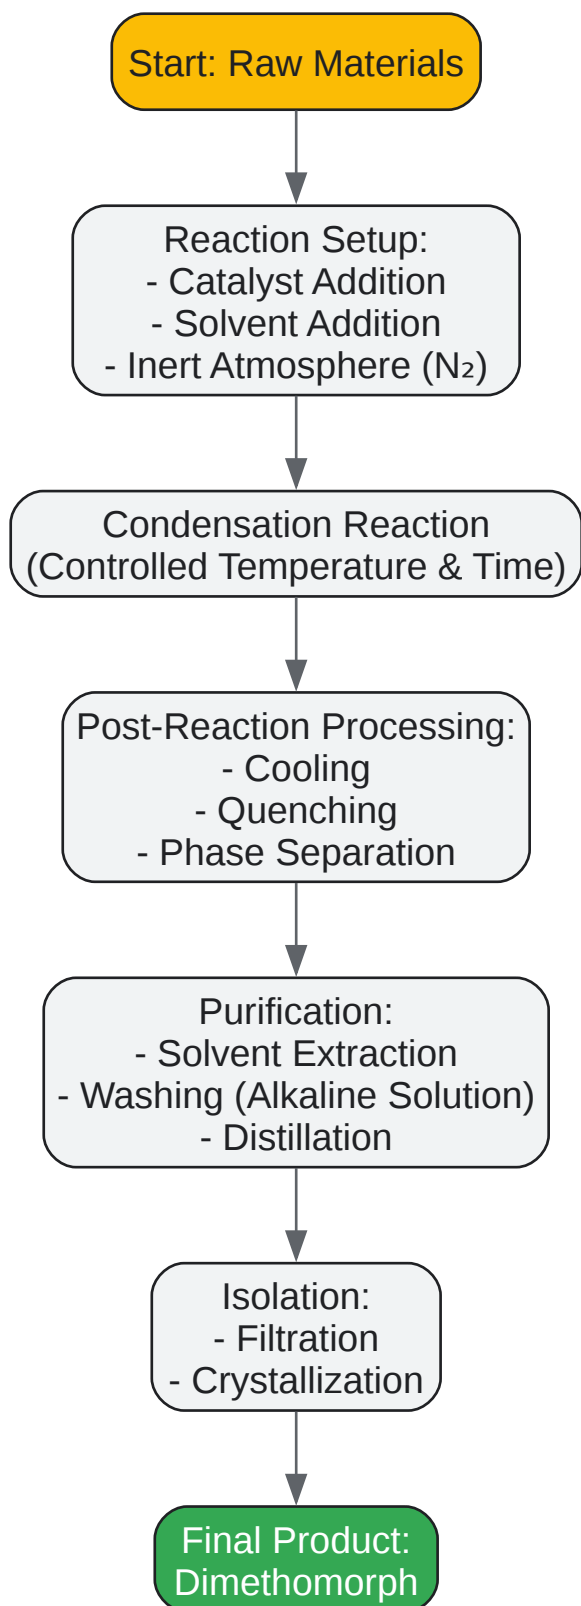 Start: Raw Materials
Reaction Setup:
- Catalyst Addition
- Solvent Addition
- Inert Atmosphere (N₂)
Condensation Reaction
(Controlled Temperature & Time)
Post-Reaction Processing:
- Cooling
- Quenching
- Phase Separation
Purification:
- Solvent Extraction
- Washing (Alkaline Solution)
- Distillation
Isolation:
- Filtration
- Crystallization
Final Product:
Dimethomorph